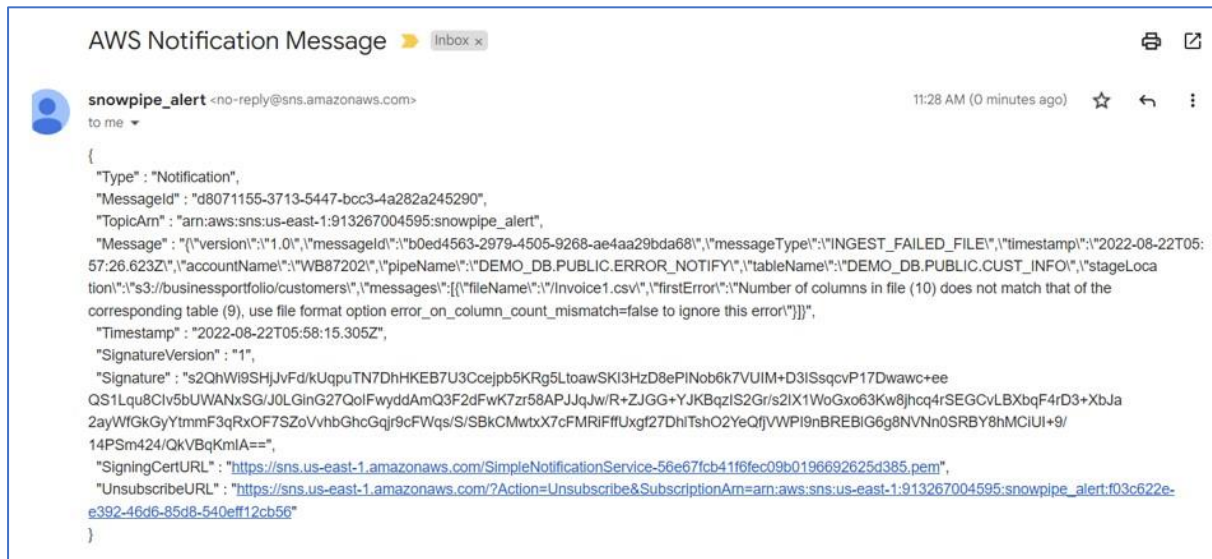 AWS Notification Message Inbox x
snowpipe_alert <no-reply@sns.amazonaws.com> 11:28 AM (0 minutes ago)
to me
{
"Type" : "Notification",
"MessageId" : "d8071155-3713-5447-bcc3-4a282a245290",
"TopicArn" : "arn:aws:sns:us-east-1:913267004595:snowpipe_alert",
"Message" : "{\"version\":\"1.0\",\"messageId\":\"b0ed4563-2979-4505-9268-ae4aa29bda68\",\"messageType\":\"INGEST_FAILED_FILE\",\"timestamp\":\"2022-08-22T05:
57:26.623Z\",\"accountName\":\"WB87202\",\"pipeName\":\"DEMO_DB.PUBLIC.ERROR_NOTIFY\",\"tableName\":\"DEMO_DB.PUBLIC.CUST_INFO\",\"stageLoca
tion\":\"s3://businessportfolio/customers\",\"messages\":[{\"fileName\":\"/Invoice1.csv\",\"firstError\":\"Number of columns in file (10) does not match that of the
corresponding table (9), use file format option error_on_column_count_mismatch=false to ignore this error\"}]}",
"Timestamp" : "2022-08-22T05:58:15.305Z",
"SignatureVersion" : "1",
"Signature" : "s2QhWi9SHjJvFd/kUqpuTN7DhHKEB7U3Ccejpb5KRg5LtoawSKI3HzD8ePINob6k7VUIM+D3ISsqcvP17Dwawc+ee
QS1Lqu8CIv5bUWANxSG/J0LGinG27QoIFwyddAmQ3F2dFwK7zr58APJJqJw/R+ZJGG+YJKBqzIS2Gr/s2IX1WoGxo63Kw8jhcq4rSEGCvLBXbqF4rD3+XbJa
2ayWfGkGyYtmmF3qRxOF7SZoVvhbGhcGqjr9cFWqs/S/SBkCMwtxX7cFMRiFffUxgf27DhlTshO2YeQfjVWPI9nBREBlG6g8NVNn0SRBY8hMCiUI+9/
14PSm424/QkVBqKmIA==",
"SigningCertURL" : "https://sns.us-east-1.amazonaws.com/SimpleNotificationService-56e67fcb41f6fec09b0196692625d385.pem",
"UnsubscribeURL" : "https://sns.us-east-1.amazonaws.com/?Action=Unsubscribe&SubscriptionArn=arn:aws:sns:us-east-1:913267004595:snowpipe_alert:f03c622e-
e392-46d6-85d8-540eff12cb56"
}